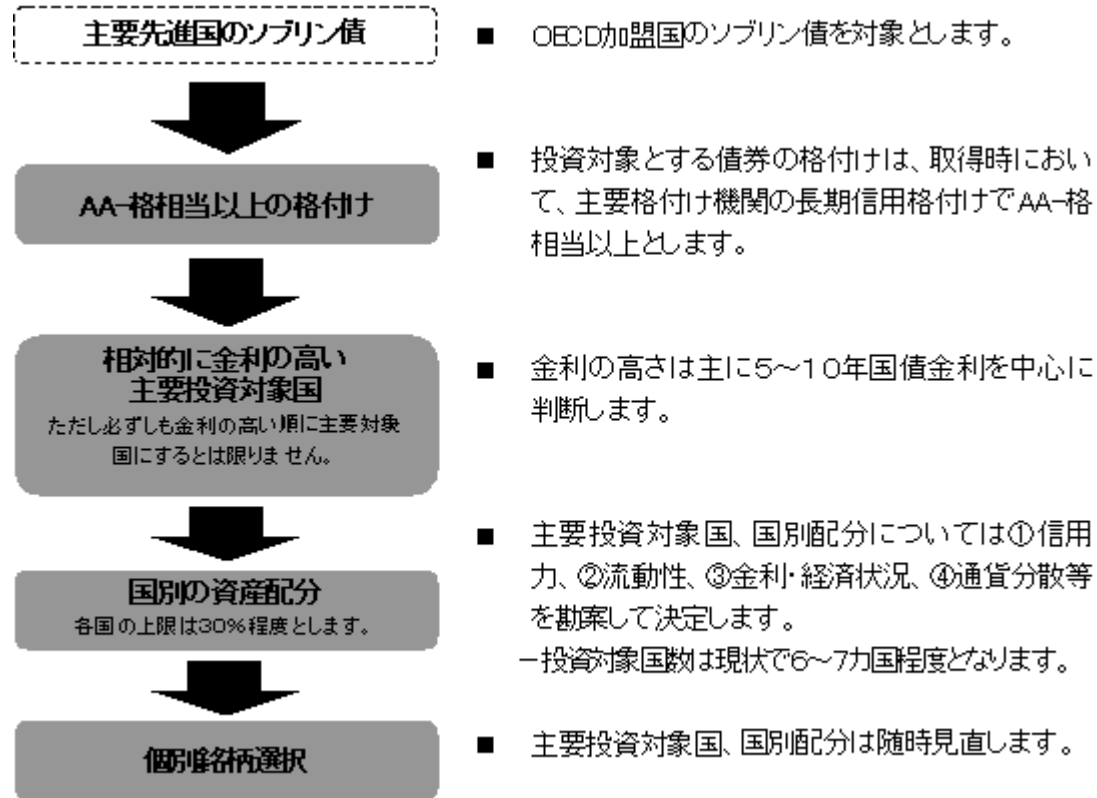 主要先進国のソブリン債
■ OECD加盟国のソブリン債を対象とします。
AA-格相当以上の格付け
■ 投資対象とする債券の格付けは、取得時におい
て、主要格付け機関の長期信用格付けでAA-格
相当以上とします。
相対的に金利の高い
主要投資対象国
ただし必ずしも金利の高い順に主要対象
国にするとは限りません。
■ 金利の高さは主に5～10年国債金利を中心に
判断します。
国別の資産配分
各国の上限は30%程度とします。
■ 主要投資対象国、国別配分については①信用
力、②流動性、③金利・経済状況、④通貨分散等
を勘案して決定します。
－投資対象国数は現状で6～7カ国程度となります。
個別銘柄選択
■ 主要投資対象国、国別配分は随時見直します。